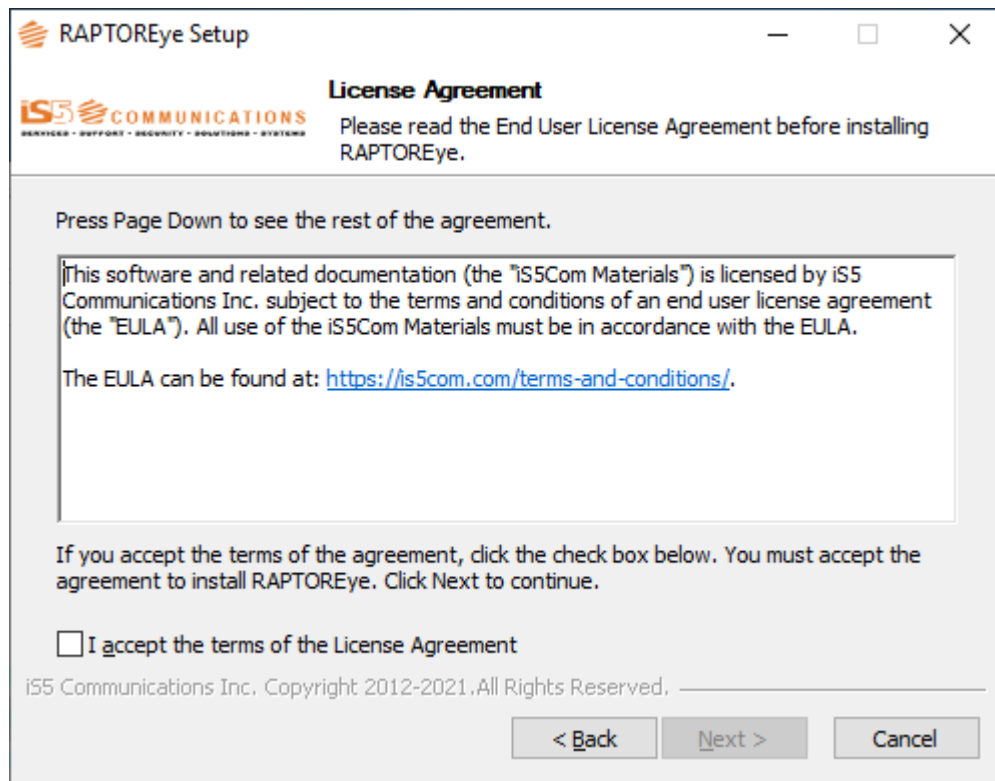 RAPTOREye Setup
iS5 COMMUNICATIONS
SERVICES - SUPPORT - SECURITY - SOLUTIONS - SYSTEMS
License Agreement
Please read the End User License Agreement before installing
RAPTOREye.
Press Page Down to see the rest of the agreement.
This software and related documentation (the "iS5Com Materials") is licensed by iS5
Communications Inc. subject to the terms and conditions of an end user license agreement
(the "EULA"). All use of the iS5Com Materials must be in accordance with the EULA.
The EULA can be found at: https://is5com.com/terms-and-conditions/.
If you accept the terms of the agreement, click the check box below. You must accept the
agreement to install RAPTOREye. Click Next to continue.
I accept the terms of the License Agreement
iS5 Communications Inc. Copyright 2012-2021.All Rights Reserved.
< Back Next > Cancel